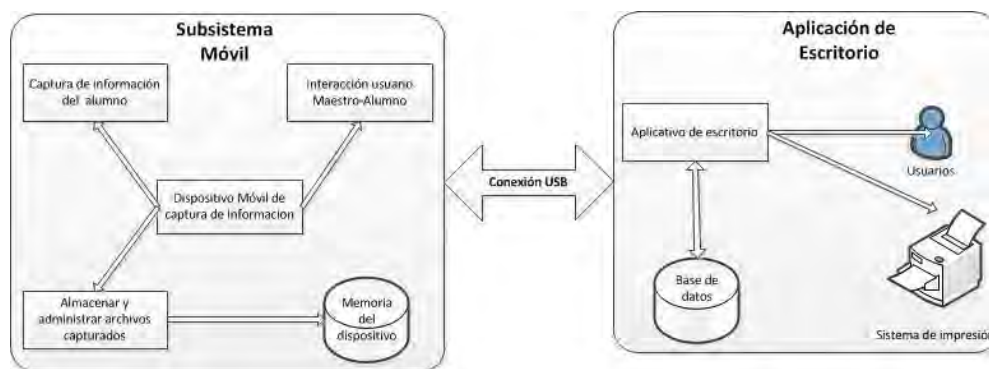 Subsistema
Móvil
Captura de información
del alumno
Interacción usuario
Maestro-Alumno
Dispositivo Móvil de
captura de informacion
Almacenar y
administrar archivos
capturados
Memoria
del
dispositivo
Conexión USB
Aplicación de
Escritorio
Aplicativo de escritorio
Usuarios
Base de
datos
Sistema de impresión